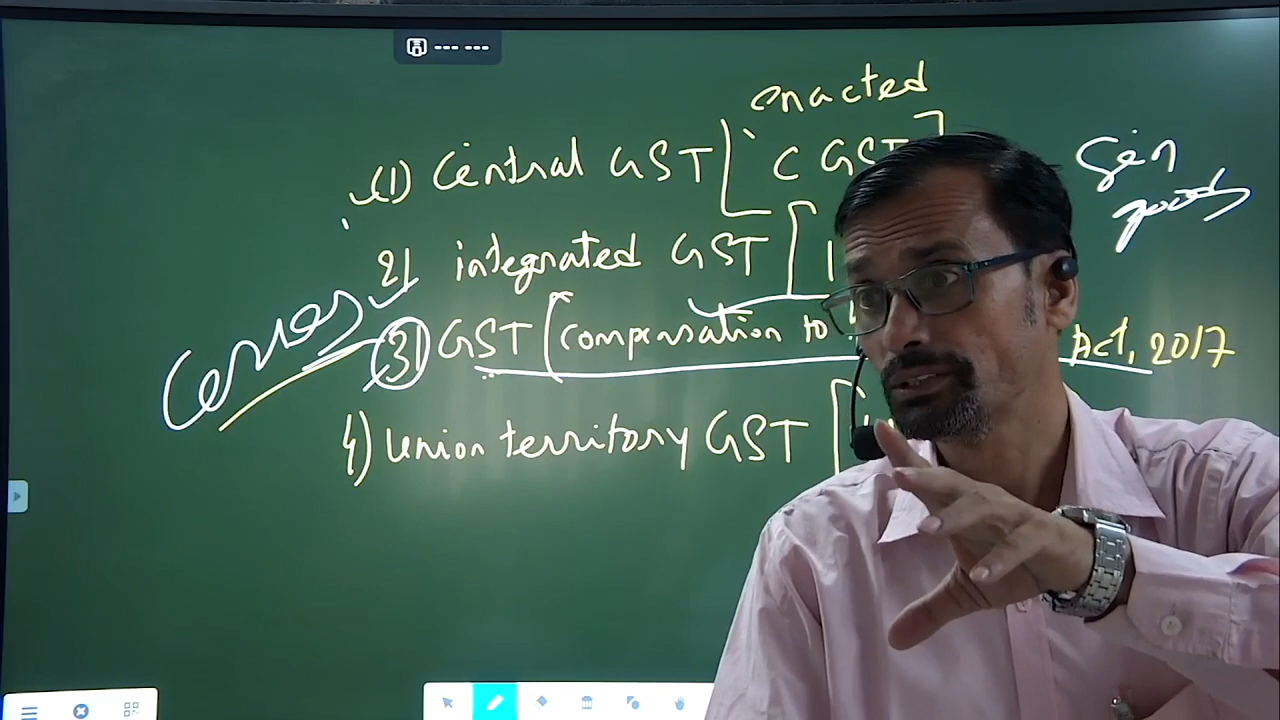 enacted
(1) Central GST [ C GST ]
2) integrated GST [ I
3) GST [ compensation to
Act, 2017
4) Union territory GST [
Sin
goods